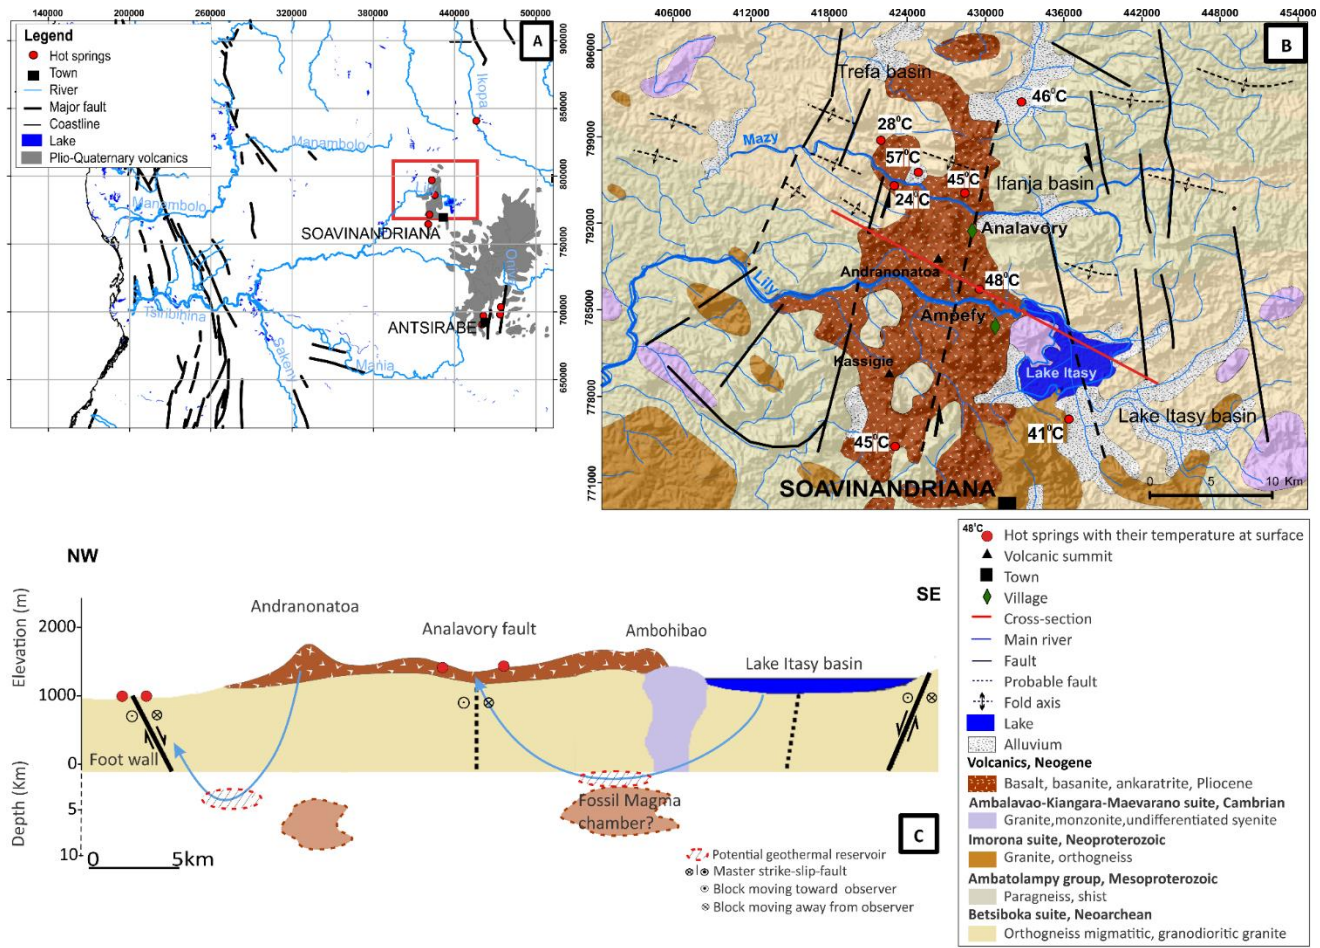 140000 200000 260000 320000 380000 440000 500000
A
Legend
Hot springs
Town
River
Major fault
Coastline
Lake
Plio-Quaternary volcanics
Ikopa
Manambolo
Manambolo
Lily
SOAVINANDRIANA
Onive
Tsiribihina
ANTSIRABE
Sakeny
Mania
900000
850000
800000
750000
700000
650000
406000 412000 418000 424000 430000 436000 442000 448000 454000
B
806000
799000
792000
785000
778000
771000
Trefa basin
46°C
28°C
Mazy
57°C
45°C
Ifanja basin
24°C
Analavory
Andranonatoa
48°C
Lily
Ampefy
Kassigie
Lake Itasy
Lake Itasy basin
45°C
41°C
SOAVINANDRIANA
0 5 10 Km
NW
SE
Elevation (m)
2000
1000
0
Depth (Km)
5
10
Andranonatoa
Analavory fault
Ambohibao
Lake Itasy basin
Foot wall
Fossil Magma
chamber?
C
0 5km
Potential geothermal reservoir
Master strike-slip-fault
Block moving toward observer
Block moving away from observer
48°C
Hot springs with their temperature at surface
Volcanic summit
Town
Village
Cross-section
Main river
Fault
Probable fault
Fold axis
Lake
Alluvium
Volcanics, Neogene
Basalt, basanite, ankaratrite, Pliocene
Ambalavao-Kiangara-Maevarano suite, Cambrian
Granite,monzonite,undifferentiated syenite
Imorona suite, Neoproterozoic
Granite, orthogneiss
Ambatolampy group, Mesoproterozoic
Paragneiss, shist
Betsiboka suite, Neoarchean
Orthogneiss migmatitic, granodioritic granite